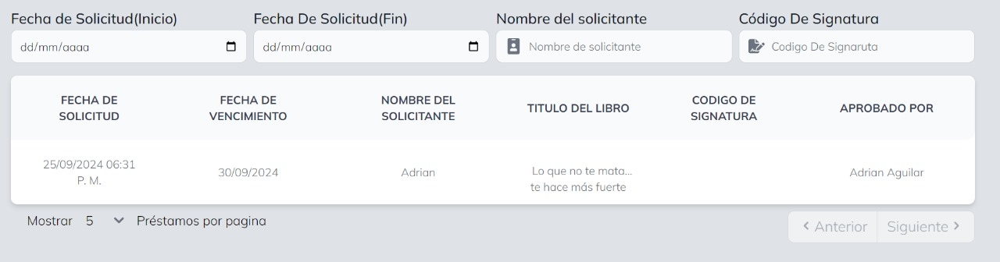 Fecha de Solicitud(Inicio) Fecha De Solicitud(Fin) Nombre del solicitante Código De Signatura
dd/mm/aaaa dd/mm/aaaa Nombre de solicitante Codigo De Signaruta
FECHA DE SOLICITUD
FECHA DE VENCIMIENTO
NOMBRE DEL SOLICITANTE
TITULO DEL LIBRO
CODIGO DE SIGNATURA
APROBADO POR
25/09/2024 06:31 P. M.
30/09/2024
Adrian
Lo que no te mata...
te hace más fuerte
Adrian Aguilar
Mostrar 5 Préstamos por pagina
Anterior Siguiente